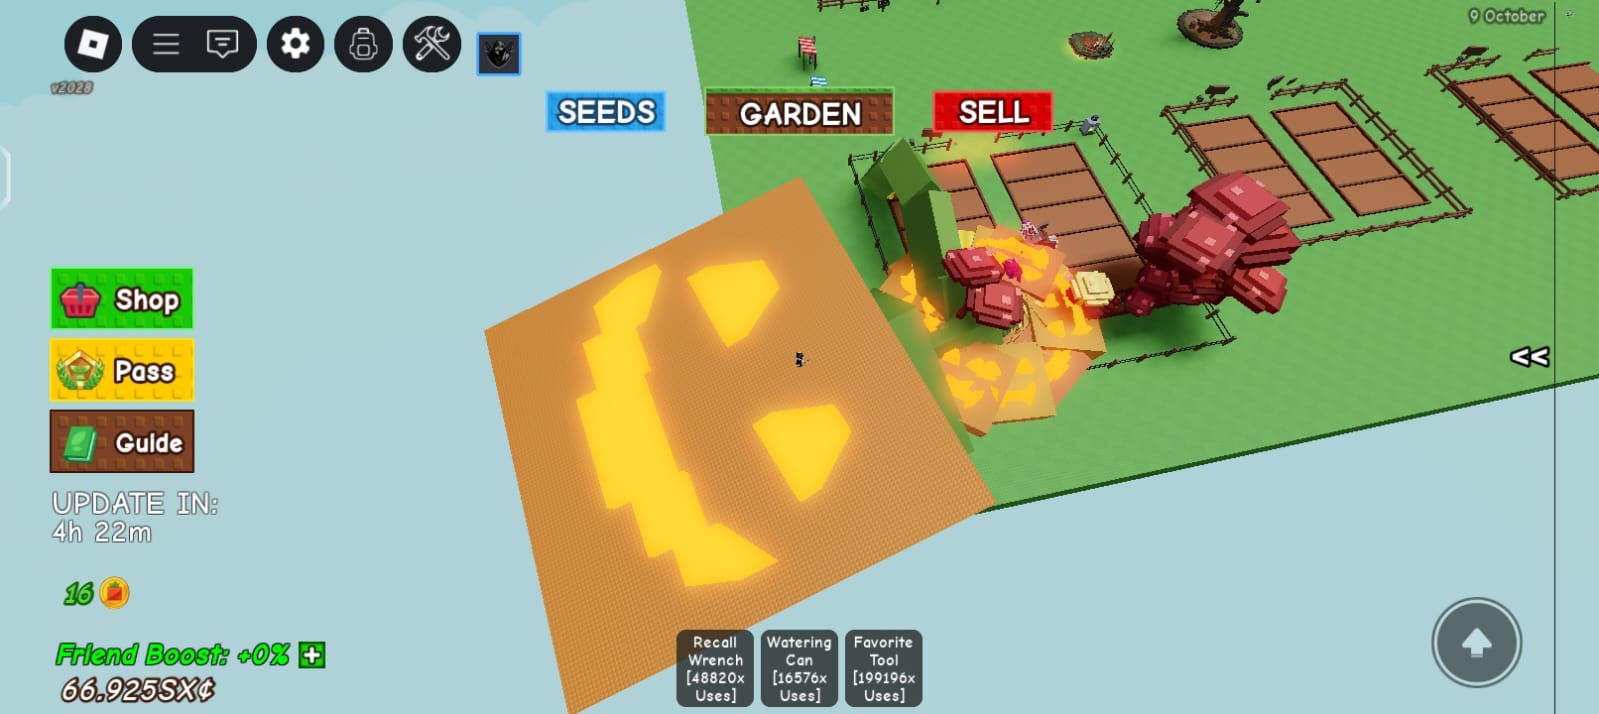 9 October
v2028
SEEDS
GARDEN
SELL
Shop
Pass
Guide
<<
UPDATE IN:
4h 22m
16
Friend Boost: +0% +
66.925SX¢
Recall
Wrench
[48820x
Uses]
Watering
Can
[16576x
Uses]
Favorite
Tool
[199196x
Uses]